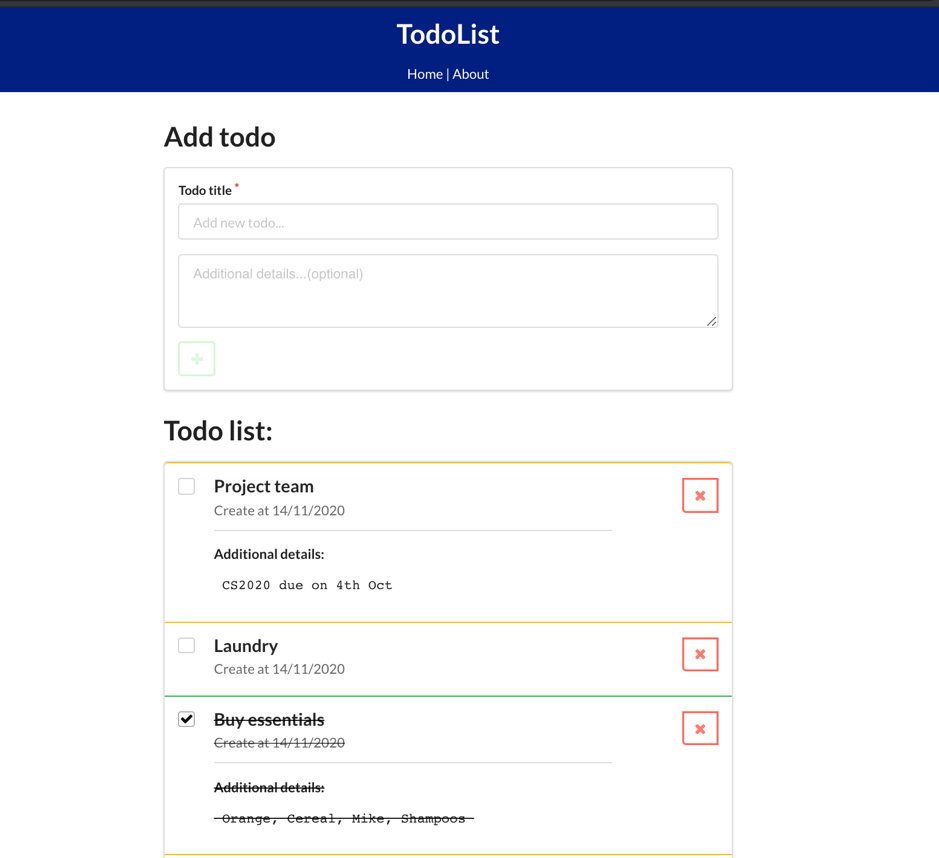 TodoList
Home | About
Add todo
Todo title *
Add new todo...
Additional details...(optional)
Todo list:
Project team
Create at 14/11/2020
Additional details:
CS2020 due on 4th Oct
Laundry
Create at 14/11/2020
Buy essentials
Create at 14/11/2020
Additional details:
Orange, Cereal, Mike, Shampoos